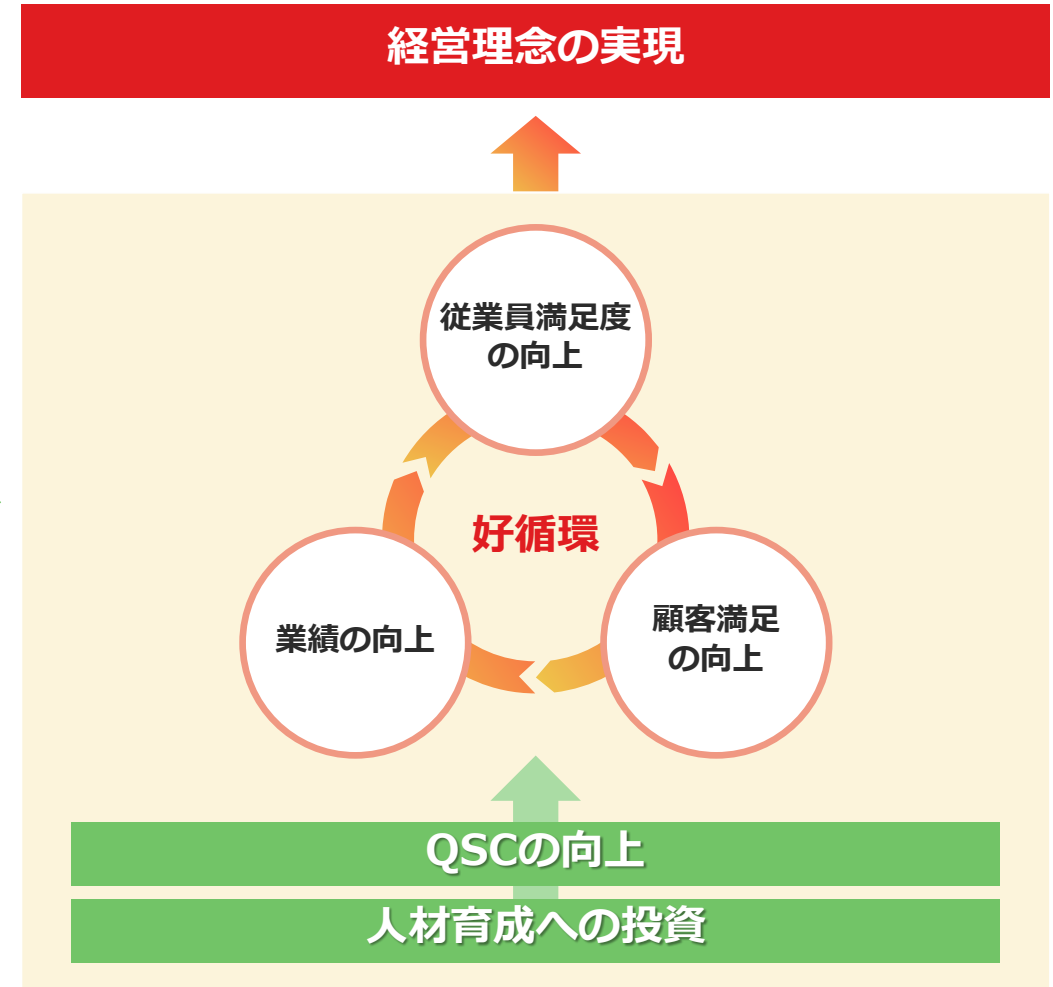 経営理念の実現
従業員満足度
の向上
好循環
業績の向上
顧客満足
の向上
QSCの向上
人材育成への投資